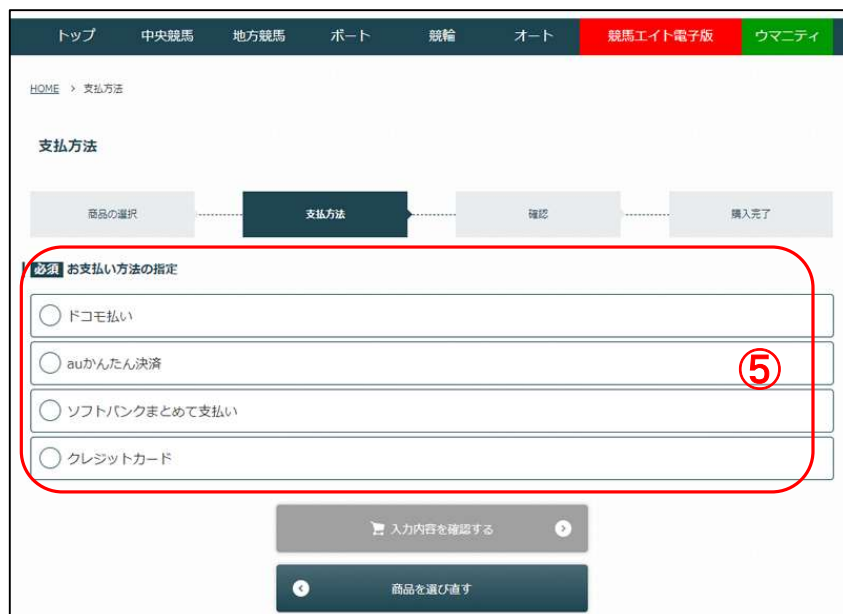 トップ 中央競馬 地方競馬 ボート 競輪 オート 競馬エイト電子版 ウマニティ
HOME > 支払方法
支払方法
商品の選択 支払方法 確認 購入完了
必須 お支払い方法の指定
ドコモ払い
auかんたん決済
⑤
ソフトバンクまとめて支払い
クレジットカード
入力内容を確認する
商品を選び直す